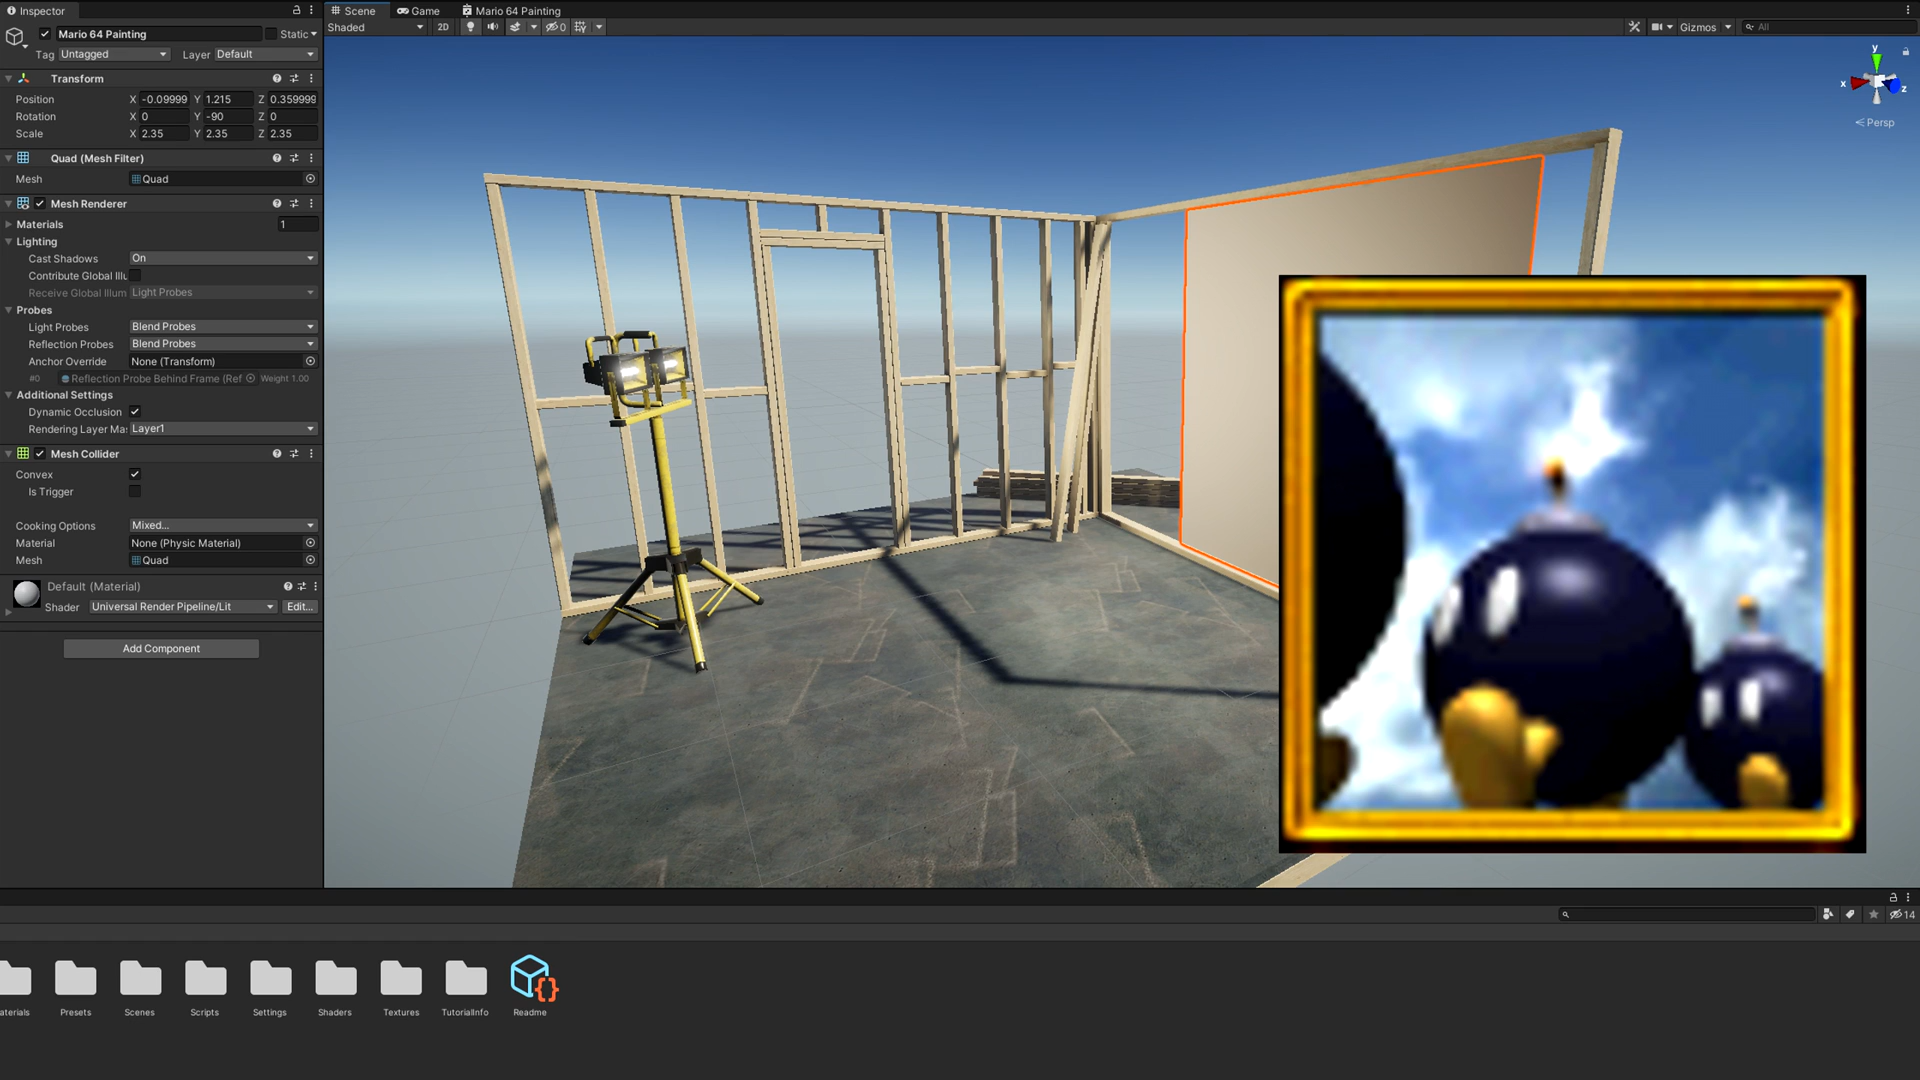 Inspector
Scene Game Mario 64 Painting
Shaded 2D 0 Gizmos All
Mario 64 Painting Static
Tag Untagged Layer Default
Transform
Position X -0.09999 Y 1.215 Z 0.359999
Rotation X 0 Y -90 Z 0
Scale X 2.35 Y 2.35 Z 2.35
Quad (Mesh Filter)
Mesh Quad
Mesh Renderer
Materials 1
Lighting
Cast Shadows On
Contribute Global Illu
Receive Global Illum Light Probes
Probes
Light Probes Blend Probes
Reflection Probes Blend Probes
Anchor Override None (Transform)
#0 Reflection Probe Behind Frame (Ref Weight 1.00
Additional Settings
Dynamic Occlusion
Rendering Layer Ma: Layer1
Mesh Collider
Convex
Is Trigger
Cooking Options Mixed...
Material None (Physic Material)
Mesh Quad
Default (Material)
Shader Universal Render Pipeline/Lit Edit...
Add Component
y
x
z
Persp
14
aterials Presets Scenes Scripts Settings Shaders Textures TutorialInfo Readme